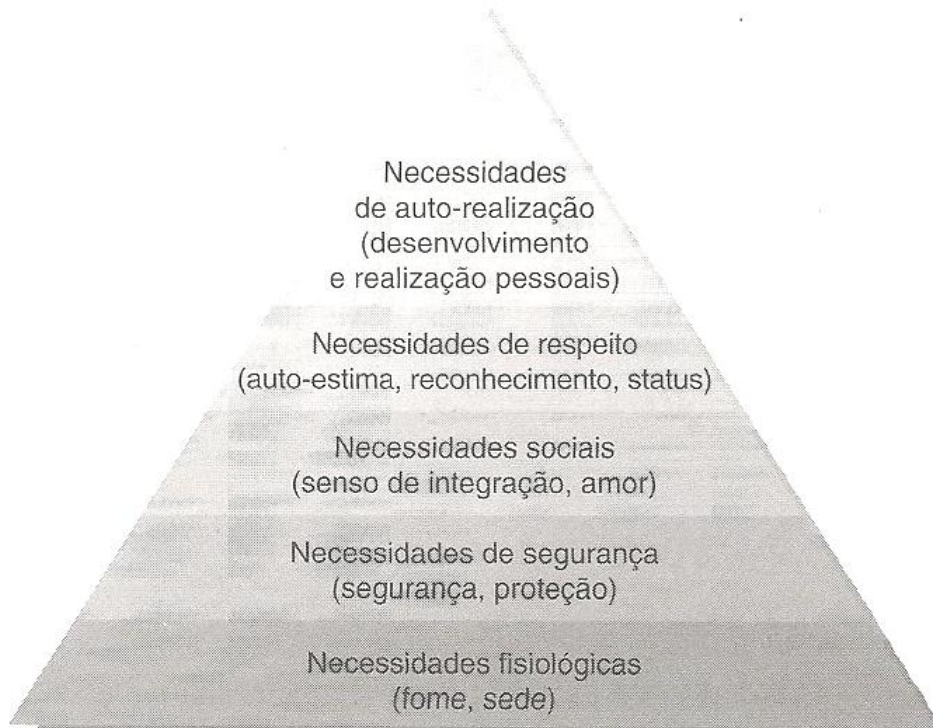 Necessidades
de auto-realização
(desenvolvimento
e realização pessoais)
Necessidades de respeito
(auto-estima, reconhecimento, status)
Necessidades sociais
(senso de integração, amor)
Necessidades de segurança
(segurança, proteção)
Necessidades fisiológicas
(fome, sede)